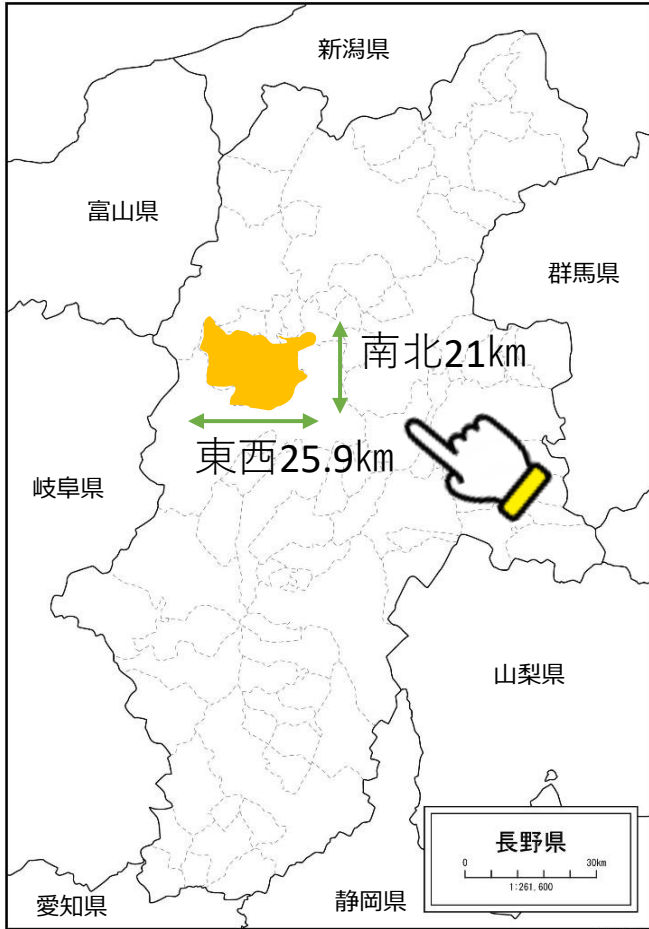 新潟県
富山県
群馬県
南北21km
東西25.9km
岐阜県
山梨県
長野県
0 30km
1:261,600
愛知県
静岡県